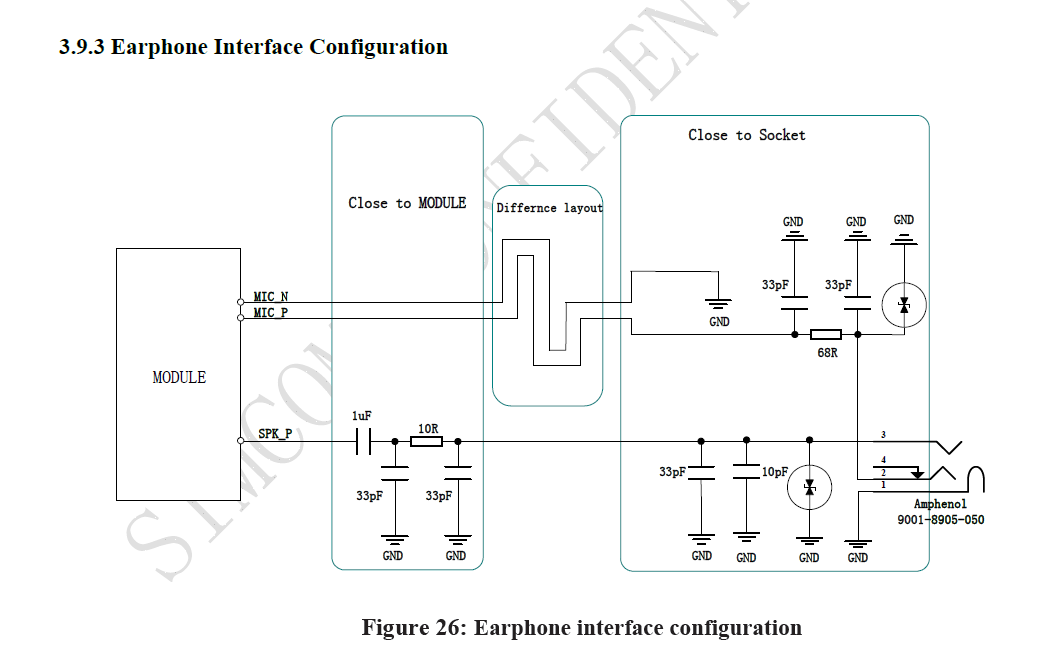 3.9.3 Earphone Interface Configuration
Close to Socket
Close to MODULE
Differnce layout
GND
GND
GND
33pF
33pF
MIC_N
MIC_P
GND
68R
MODULE
1uF
10R
SPK_P
3
4
2
1
33pF
10pF
33pF
33pF
Amphenol
9001-8905-050
GND
GND
GND
GND
GND
GND
Figure 26: Earphone interface configuration